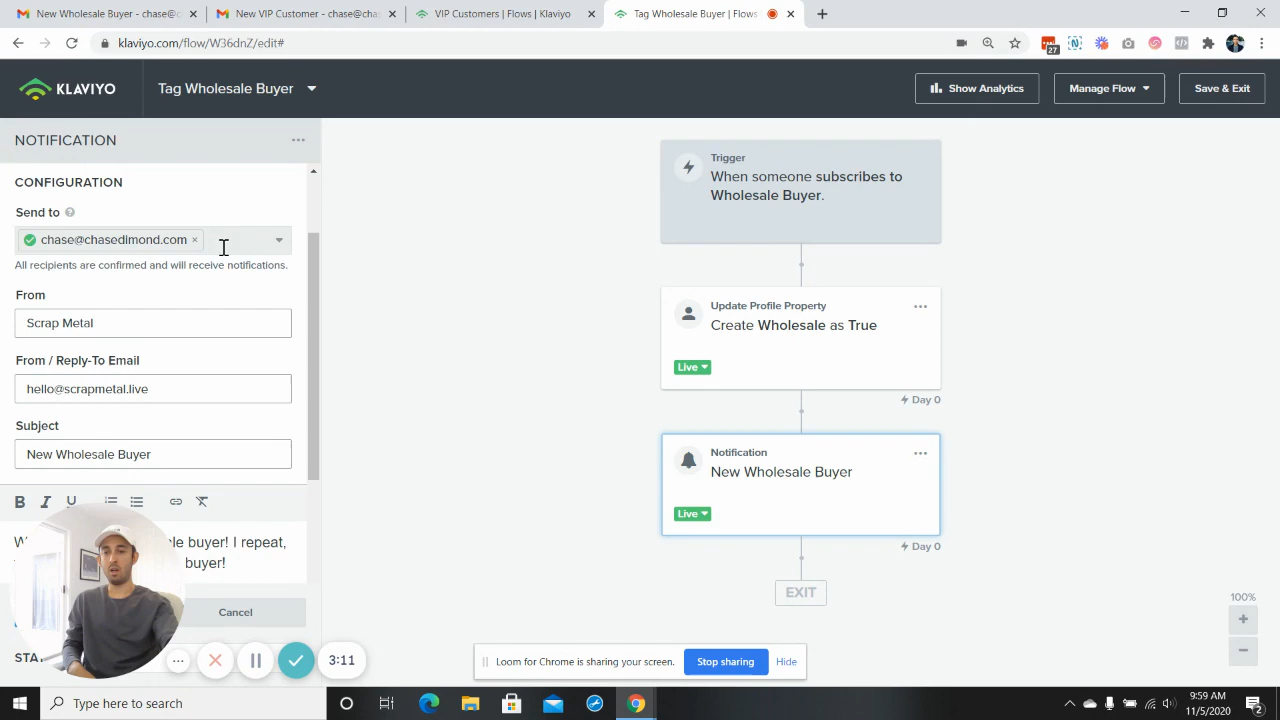 New Wholesale Buyer - chase@ch
New VIP Customer - chase@chas
VIP Customers | Flows | Klaviyo
Tag Wholesale Buyer | Flows
klaviyo.com/flow/W36dnZ/edit#
27
KLAVIYO
Tag Wholesale Buyer
Show Analytics
Manage Flow
Save & Exit
NOTIFICATION
CONFIGURATION
Send to
chase@chasedimond.com ×
All recipients are confirmed and will receive notifications.
From
Scrap Metal
From / Reply-To Email
hello@scrapmetal.live
Subject
New Wholesale Buyer
B I U
sale buyer! I repeat,
buyer!
Cancel
3:11
Trigger
When someone subscribes to
Wholesale Buyer.
Update Profile Property
Create Wholesale as True
Live
Day 0
Notification
New Wholesale Buyer
Live
Day 0
EXIT
100%
Loom for Chrome is sharing your screen.
Stop sharing
Hide
Type here to search
9:59 AM
11/5/2020
2